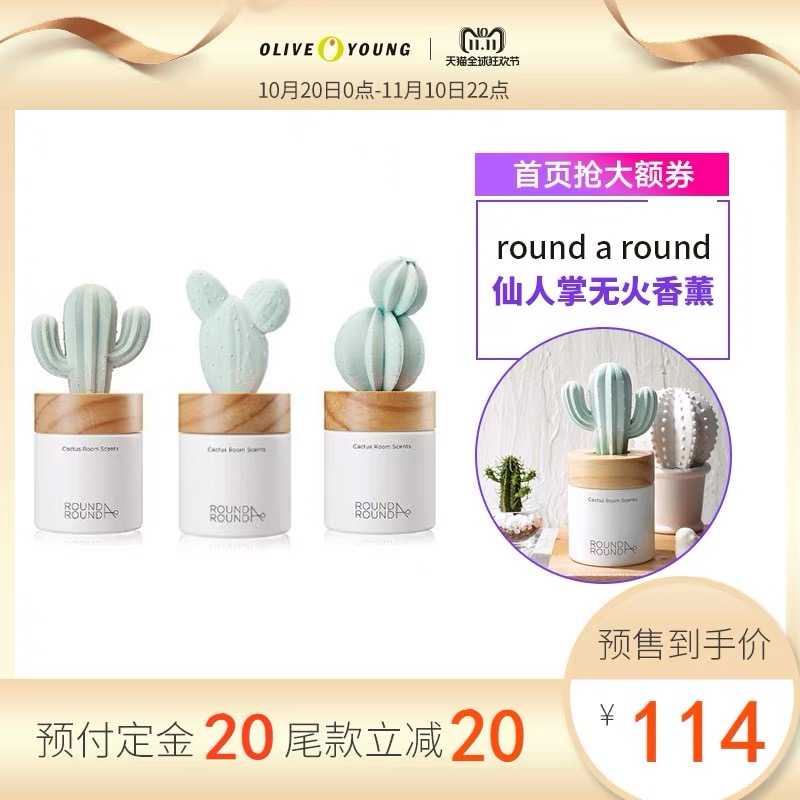 OLIVE YOUNG
11.11
天猫全球狂欢节
10月20日0点-11月10日22点
首页抢大额券
round a round
仙人掌无火香薰
Cactus Room Scents
ROUND A
ROUND
Cactus Room Scents
ROUND A
ROUND
Cactus Room Scents
ROUND A
ROUND
Cactus Room Scents
ROUND A
ROUND
预售到手价
¥114
预付定金20尾款立减20